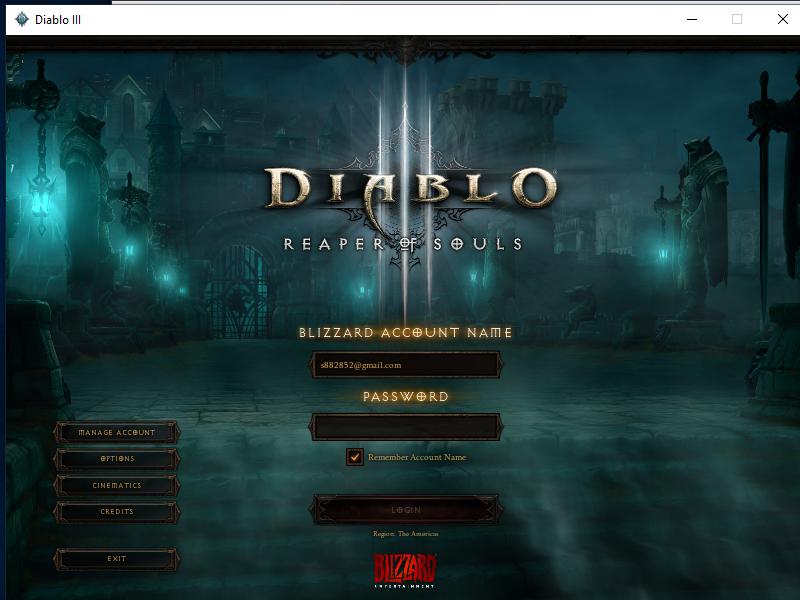 Diablo III
DIABLO
REAPER OF SOULS
BLIZZARD ACCOUNT NAME
s882852@gmail.com
PASSWORD
Remember Account Name
MANAGE ACCOUNT
OPTIONS
CINEMATICS
CREDITS
EXIT
LOGIN
Region: The Americas
BLIZZARD
ENTERTAINMENT